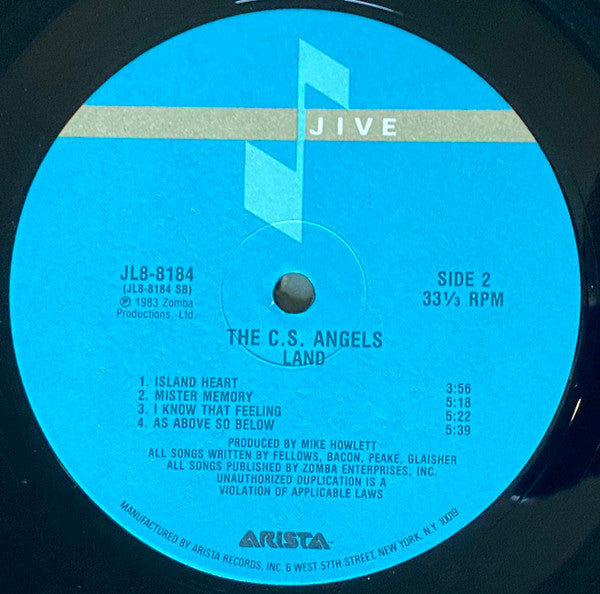 JIVE
JL8-8184
(JL8-8184 SB)
℗ 1983 Zomba
Productions, Ltd.
SIDE 2
33⅓ RPM
THE C.S. ANGELS
LAND
1. ISLAND HEART 3:56
2. MISTER MEMORY 5:18
3. I KNOW THAT FEELING 5:22
4. AS ABOVE SO BELOW 5:39
PRODUCED BY MIKE HOWLETT
ALL SONGS WRITTEN BY FELLOWS, BACON, PEAKE, GLAISHER
ALL SONGS PUBLISHED BY ZOMBA ENTERPRISES, INC.
UNAUTHORIZED DUPLICATION IS A
VIOLATION OF APPLICABLE LAWS
ARISTA
MANUFACTURED BY ARISTA RECORDS, INC. 6 WEST 57TH STREET, NEW YORK, N.Y. 10019